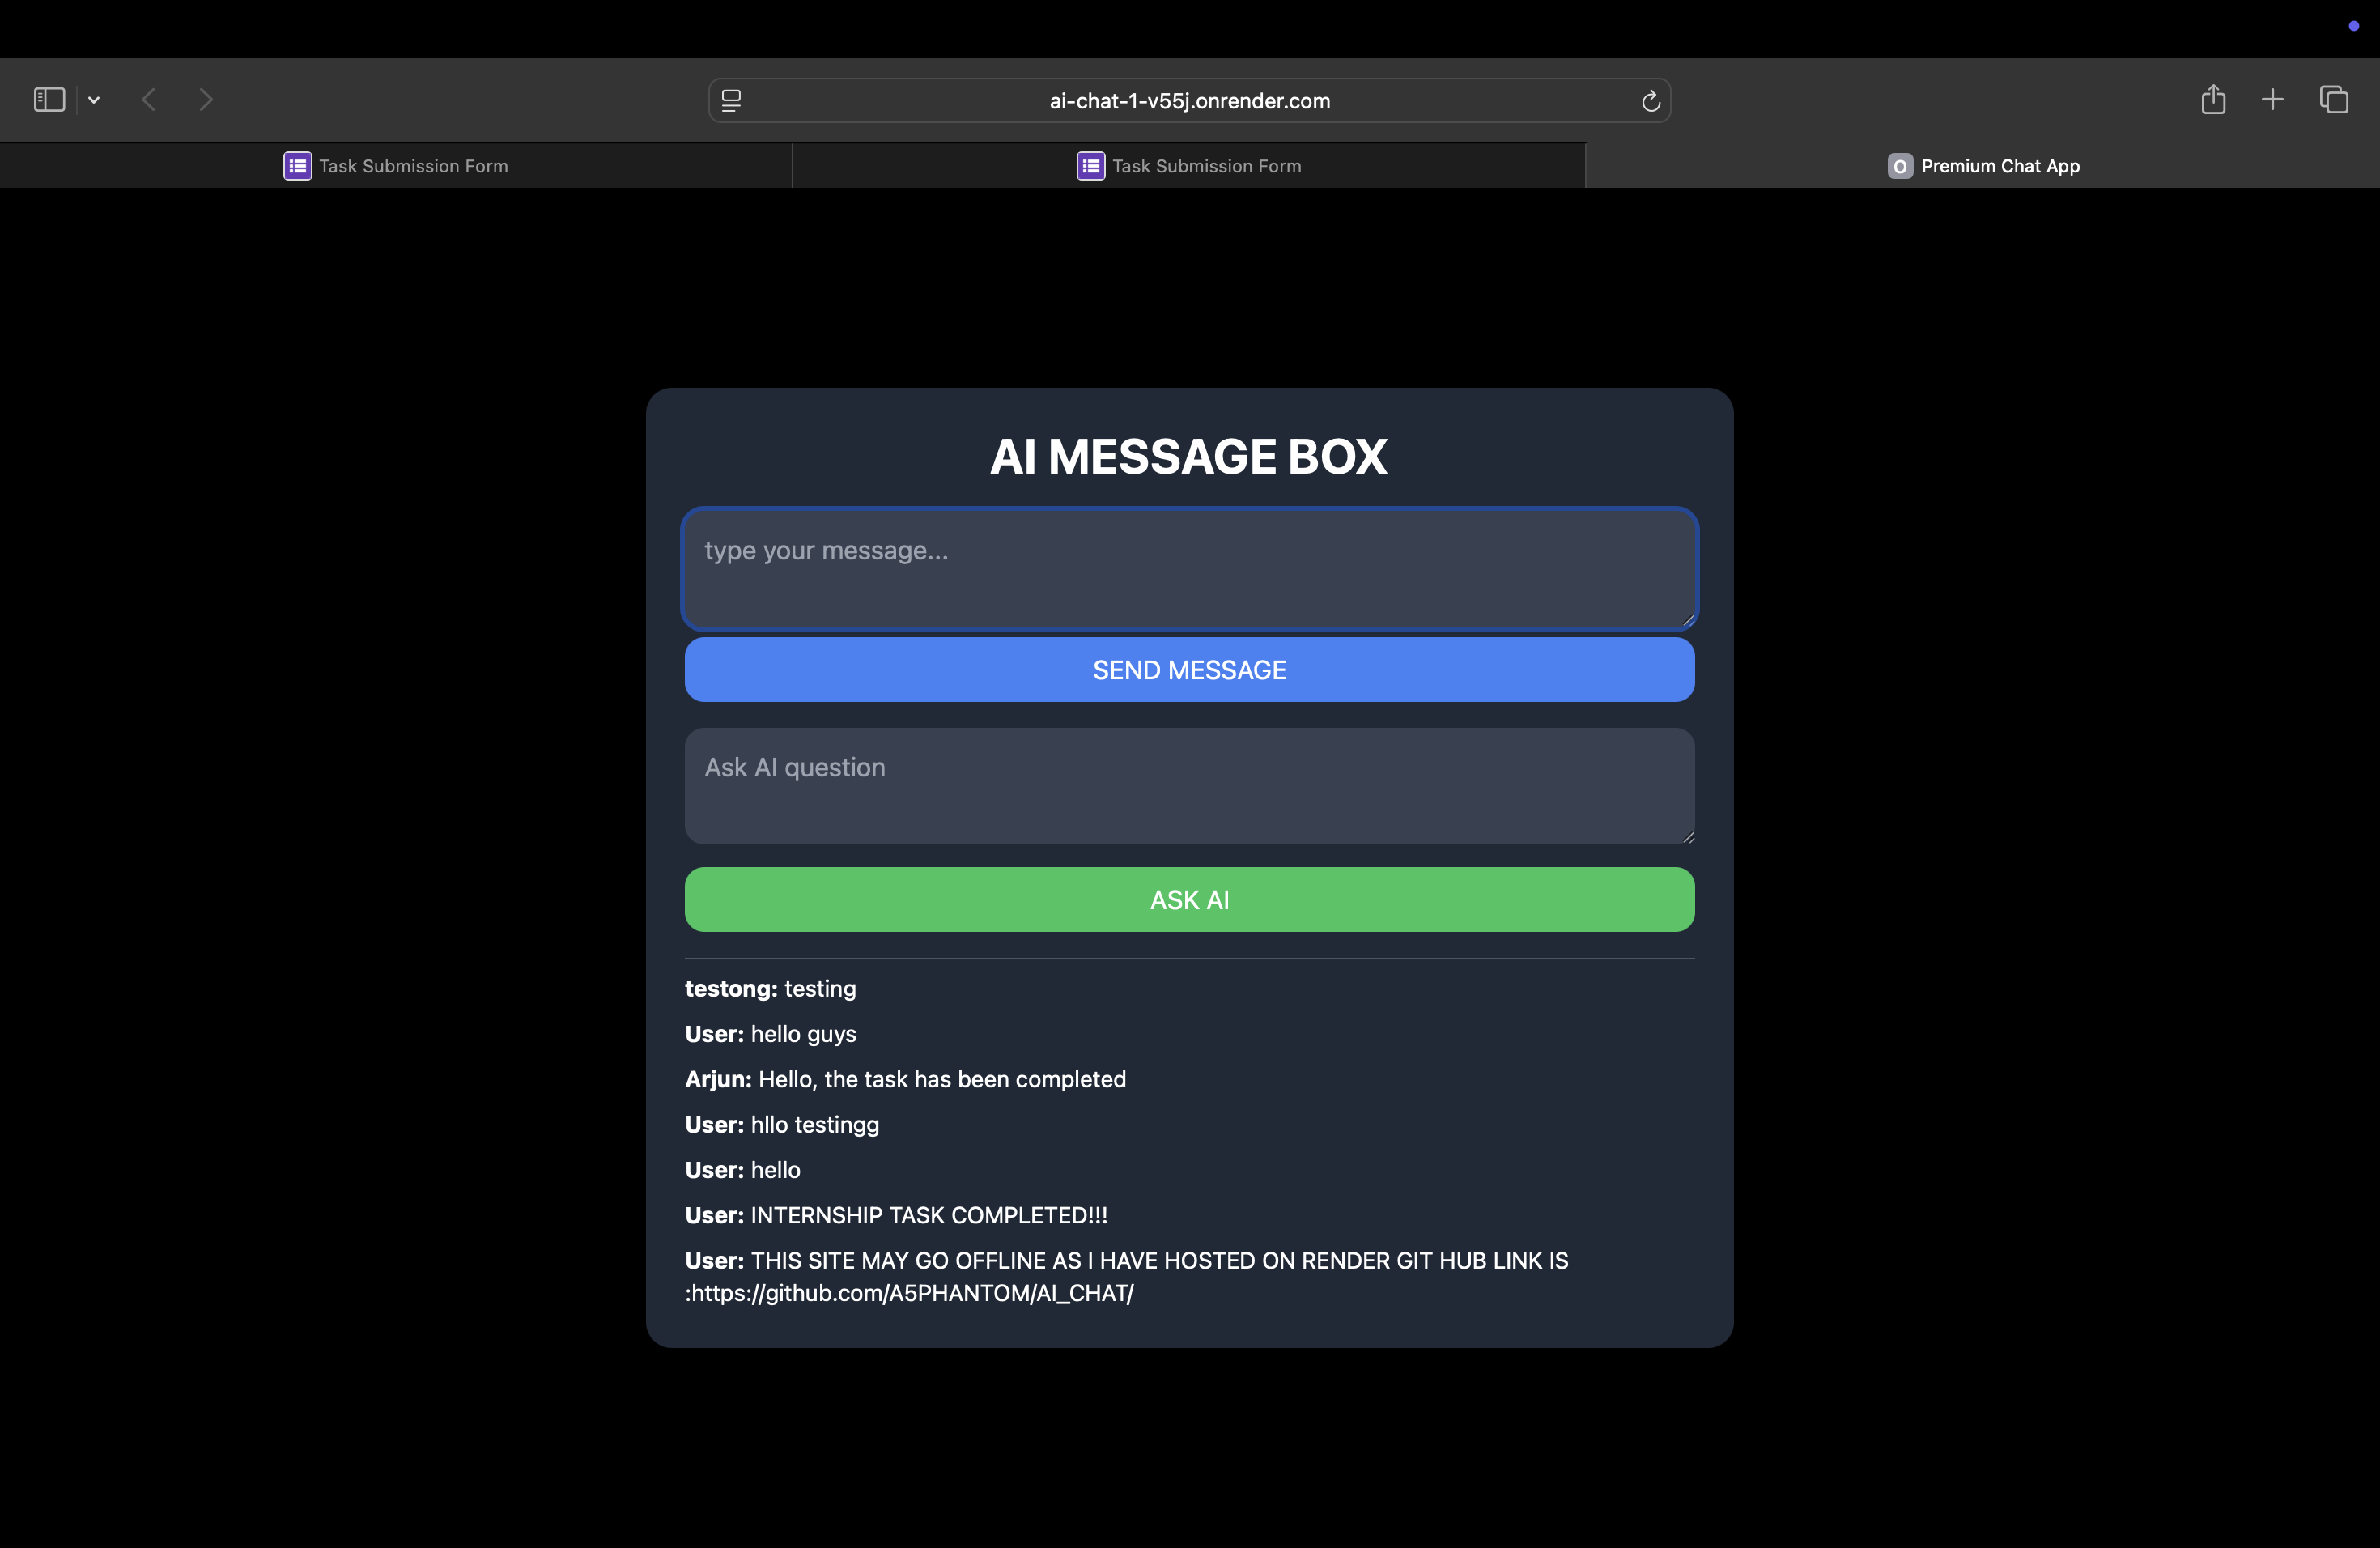 ai-chat-1-v55j.onrender.com
Task Submission Form
Task Submission Form
O
Premium Chat App
AI MESSAGE BOX
type your message...
SEND MESSAGE
Ask AI question
ASK AI
testong: testing
User: hello guys
Arjun: Hello, the task has been completed
User: hllo testingg
User: hello
User: INTERNSHIP TASK COMPLETED!!!
User: THIS SITE MAY GO OFFLINE AS I HAVE HOSTED ON RENDER GIT HUB LINK IS
:https://github.com/A5PHANTOM/AI_CHAT/